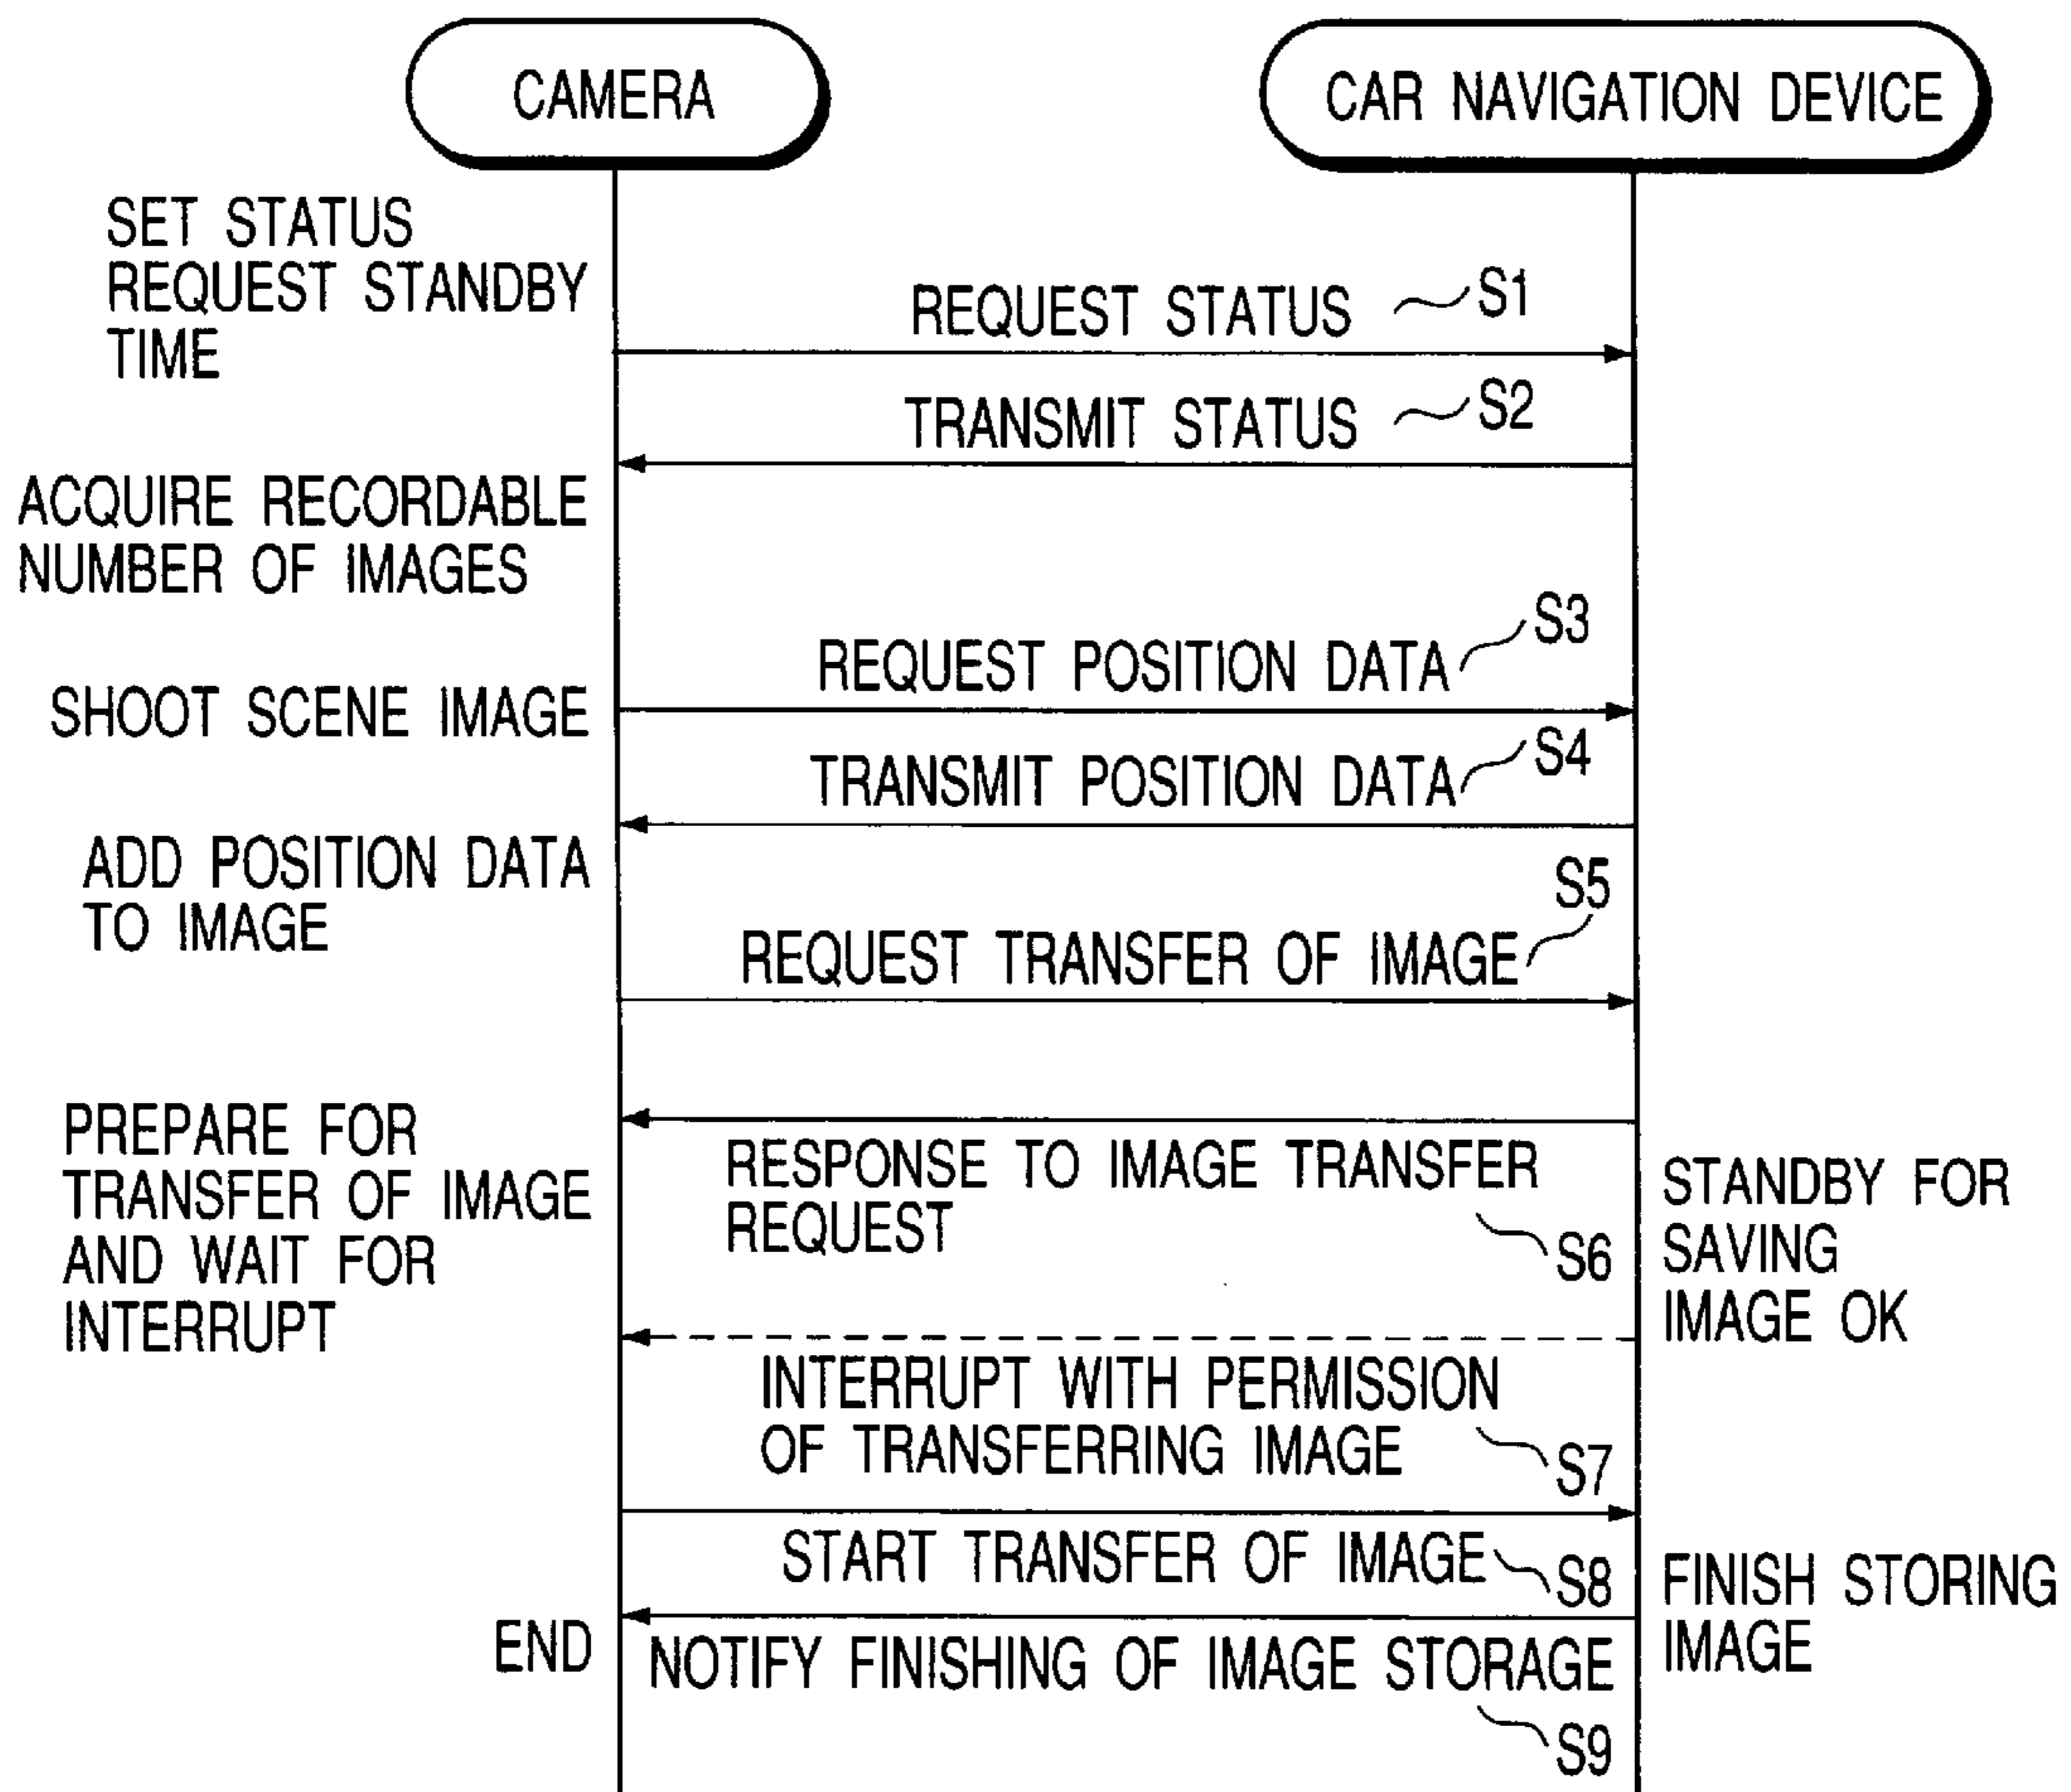 CAMERA
CAR NAVIGATION DEVICE
SET STATUS
REQUEST STANDBY
TIME
REQUEST STATUS
S1
TRANSMIT STATUS
S2
ACQUIRE RECORDABLE
NUMBER OF IMAGES
S3
REQUEST POSITION DATA
SHOOT SCENE IMAGE
S4
TRANSMIT POSITION DATA
ADD POSITION DATA
TO IMAGE
S5
REQUEST TRANSFER OF IMAGE
PREPARE FOR
TRANSFER OF IMAGE
AND WAIT FOR
INTERRUPT
RESPONSE TO IMAGE TRANSFER
REQUEST
S6
STANDBY FOR
SAVING
IMAGE OK
INTERRUPT WITH PERMISSION
OF TRANSFERRING IMAGE
S7
START TRANSFER OF IMAGE
S8
FINISH STORING
IMAGE
END
NOTIFY FINISHING OF IMAGE STORAGE
S9